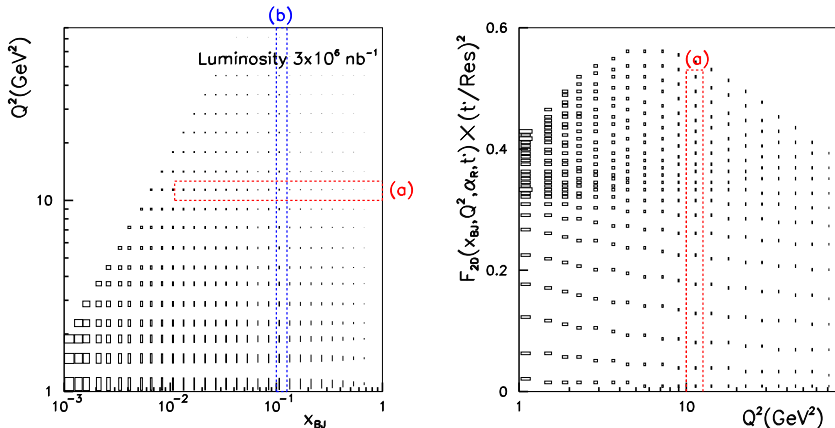 (b)
Luminosity 3x10⁶ nb⁻¹
Q²(GeV²)
10
1
(a)
10⁻³
10⁻²
10⁻¹
1
x_BJ
F_2D(x_BJ,Q²,α_R,t')×(t'/Res)²
0.6
0.4
0.2
0
(a)
1
10
Q²(GeV²)